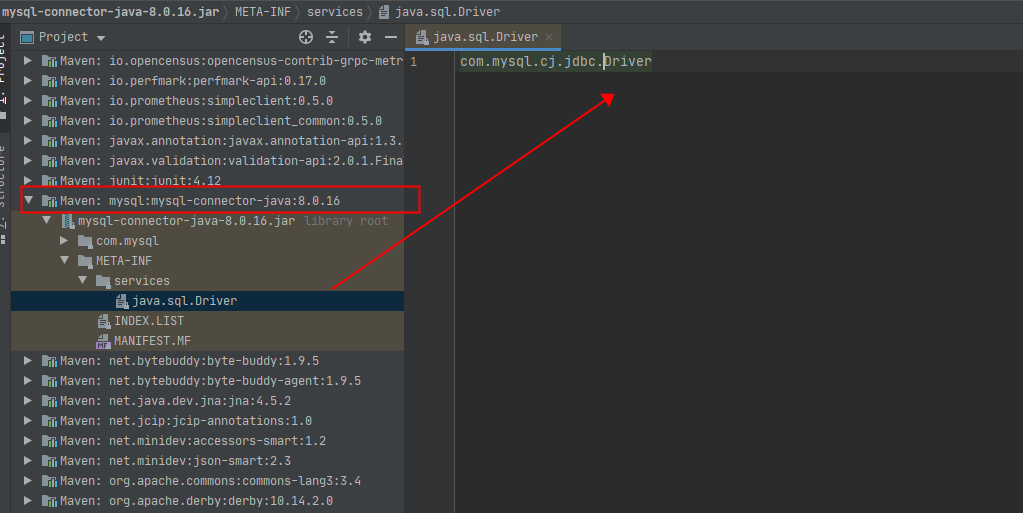 mysql-connector-java-8.0.16.jar META-INF services java.sql.Driver
Project
java.sql.Driver
1 com.mysql.cj.jdbc.Driver
1: Project
Z: Structure
Maven: io.opencensus:opencensus-contrib-grpc-metr
Maven: io.perfmark:perfmark-api:0.17.0
Maven: io.prometheus:simpleclient:0.5.0
Maven: io.prometheus:simpleclient_common:0.5.0
Maven: javax.annotation:javax.annotation-api:1.3.
Maven: javax.validation:validation-api:2.0.1.Fina
Maven: junit:junit:4.12
Maven: mysql:mysql-connector-java:8.0.16
mysql-connector-java-8.0.16.jar library root
com.mysql
META-INF
services
java.sql.Driver
INDEX.LIST
MF MANIFEST.MF
Maven: net.bytebuddy:byte-buddy:1.9.5
Maven: net.bytebuddy:byte-buddy-agent:1.9.5
Maven: net.java.dev.jna:jna:4.5.2
Maven: net.jcip:jcip-annotations:1.0
Maven: net.minidev:accessors-smart:1.2
Maven: net.minidev:json-smart:2.3
Maven: org.apache.commons:commons-lang3:3.4
Maven: org.apache.derby:derby:10.14.2.0